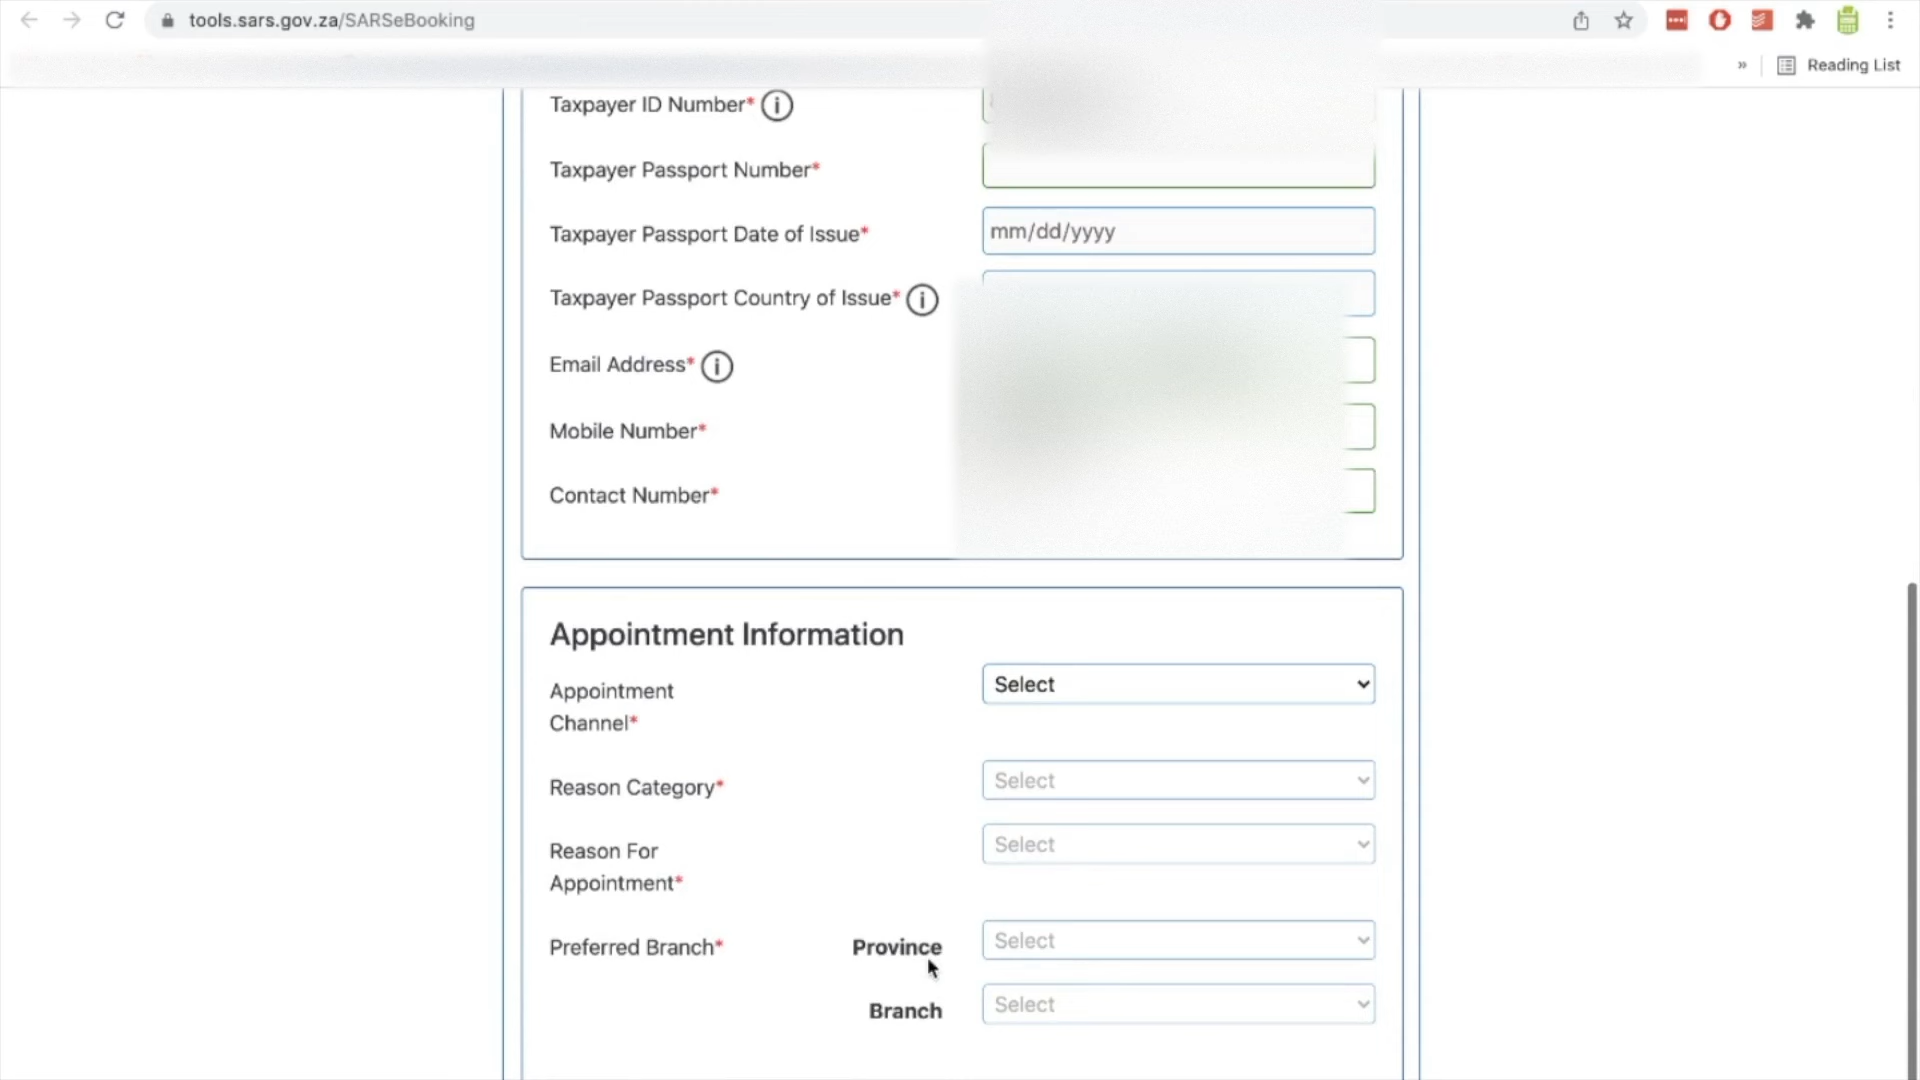 tools.sars.gov.za/SARSeBooking
» Reading List
Taxpayer ID Number* i
Taxpayer Passport Number*
Taxpayer Passport Date of Issue* mm/dd/yyyy
Taxpayer Passport Country of Issue* i
Email Address* i
Mobile Number*
Contact Number*
Appointment Information
Appointment
Channel*
Select
Reason Category* Select
Reason For
Appointment*
Select
Preferred Branch* Province Select
Branch Select